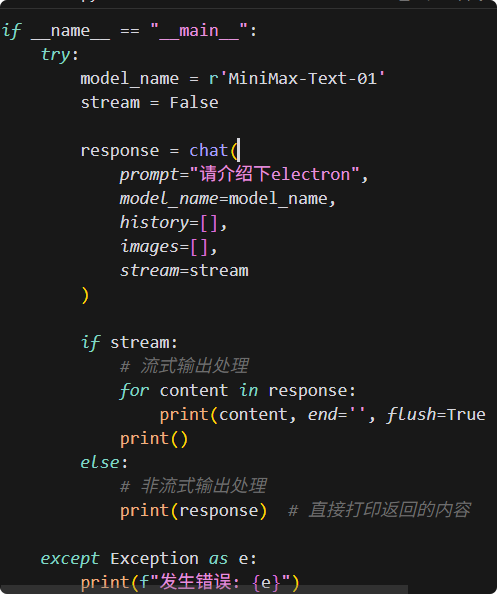 if __name__ == "__main__":
    try:
        model_name = r'MiniMax-Text-01'
        stream = False

        response = chat(
            prompt="请介绍下electron",
            model_name=model_name,
            history=[],
            images=[],
            stream=stream
        )

        if stream:
            # 流式输出处理
            for content in response:
                print(content, end='', flush=True
            print()
        else:
            # 非流式输出处理
            print(response)  # 直接打印返回的内容

    except Exception as e:
        print(f"发生错误: {e}")